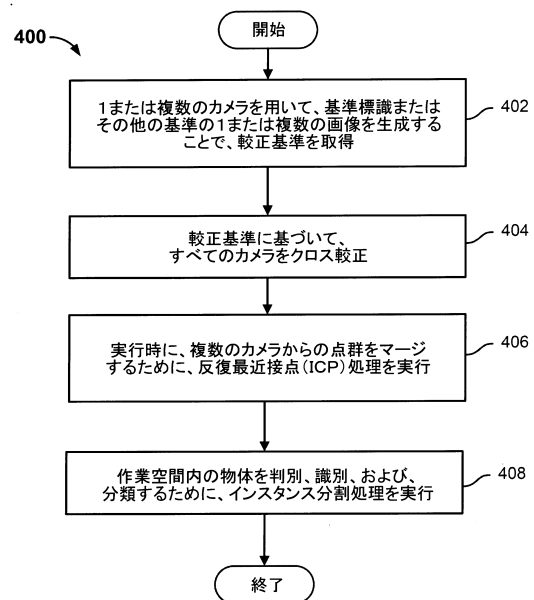 400
開始
1または複数のカメラを用いて、基準標識または
その他の基準の1または複数の画像を生成する
ことで、較正基準を取得
402
較正基準に基づいて、
すべてのカメラをクロス較正
404
実行時に、複数のカメラからの点群をマージ
するために、反復最近接点(ICP)処理を実行
406
作業空間内の物体を判別、識別、および、
分類するために、インスタンス分割処理を実行
408
終了